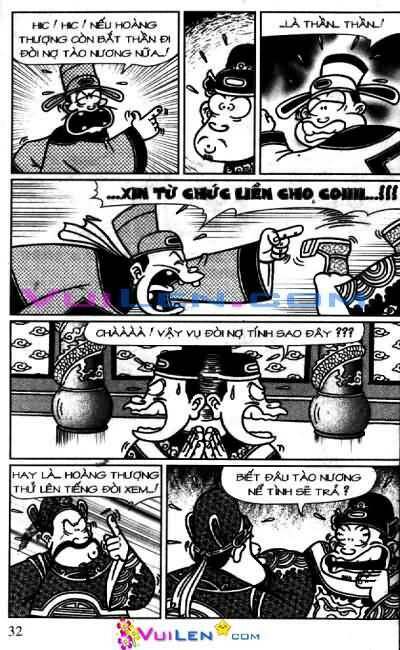 HIC! HIC! NẾU HOÀNG
THƯỢNG CÒN BẮT THẦN ĐI
ĐÒI NỢ TÀO NƯƠNG NỮA...!
...LÀ THẦN... THẦN...!
...XIN TỪ CHỨC LIỀN CHO COIIII...!!!
VUILEN.COM
CHÀÀÀÀ! VẬY VỤ ĐÒI NỢ TÍNH SAO ĐÂY ???
HAY LÀ... HOÀNG THƯỢNG
THỬ LÊN TIẾNG ĐÒI XEM...!
BIẾT ĐÂU TÀO NƯƠNG
NỂ TÌNH SẼ TRẢ?
32
VUILEN.COM